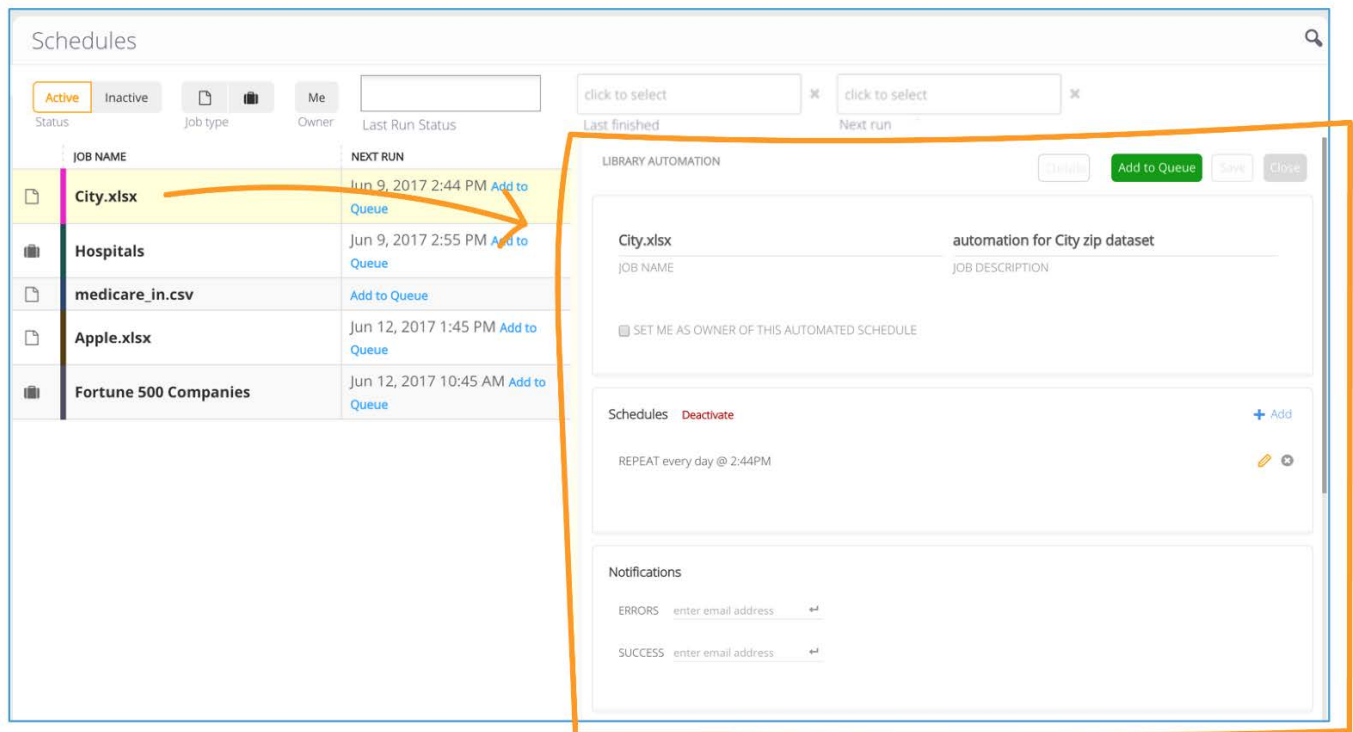 Schedules
Active Inactive Me click to select click to select
Status Job type Owner Last Run Status Last finished Next run
JOB NAME NEXT RUN
City.xlsx
Jun 9, 2017 2:44 PM Add to
Queue
Hospitals
Jun 9, 2017 2:55 PM Add to
Queue
medicare_in.csv Add to Queue
Apple.xlsx
Jun 12, 2017 1:45 PM Add to
Queue
Fortune 500 Companies
Jun 12, 2017 10:45 AM Add to
Queue
LIBRARY AUTOMATION Add to Queue Save Close
City.xlsx automation for City zip dataset
JOB NAME JOB DESCRIPTION
SET ME AS OWNER OF THIS AUTOMATED SCHEDULE
Schedules Deactivate + Add
REPEAT every day @ 2:44PM
Notifications
ERRORS enter email address
SUCCESS enter email address